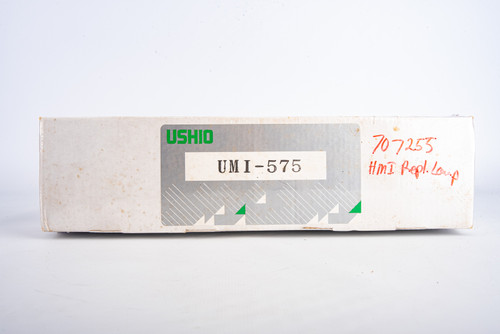 USHIO
UMI-575
707255
HMI Repl. Lamp